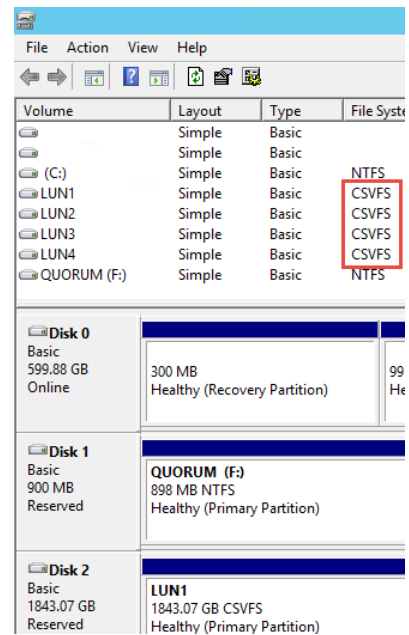 File Action View Help
Volume Layout Type File Syste
Simple Basic
Simple Basic
(C:) Simple Basic NTFS
LUN1 Simple Basic CSVFS
LUN2 Simple Basic CSVFS
LUN3 Simple Basic CSVFS
LUN4 Simple Basic CSVFS
QUORUM (F:) Simple Basic NTFS
Disk 0
Basic
599.88 GB
Online
300 MB
Healthy (Recovery Partition)
99
He
Disk 1
Basic
900 MB
Reserved
QUORUM (F:)
898 MB NTFS
Healthy (Primary Partition)
Disk 2
Basic
1843.07 GB
Reserved
LUN1
1843.07 GB CSVFS
Healthy (Primary Partition)